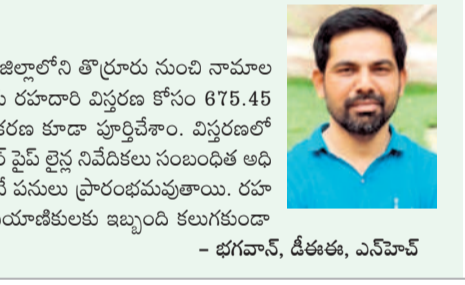 జిల్లాలోని తొర్రూరు నుంచి నామాల
రహదారి విస్తరణ కోసం 675.45
కరణ కూడా పూర్తిచేశాం. విస్తరణలో
పైప్ లైన్ల నివేదికలు సంబంధిత అధి
పనులు ప్రారంభమవుతాయి. రహ
యాణికులకు ఇబ్బంది కలుగకుండా
– భగవాన్, డీఈఈ, ఎన్‌హెచ్